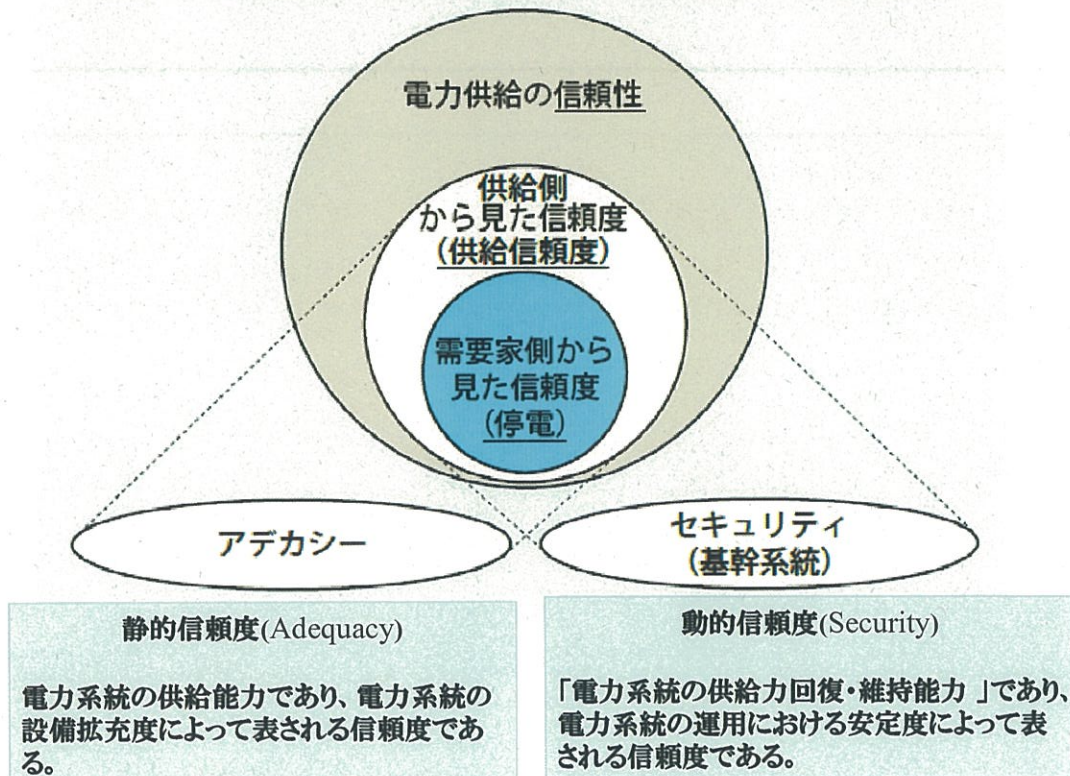 電力供給の信頼性
供給側
から見た信頼度
(供給信頼度)
需要家側から
見た信頼度
(停電)
アデカシー
セキュリティ
(基幹系統)
静的信頼度(Adequacy)
電力系統の供給能力であり、電力系統の
設備拡充度によって表される信頼度であ
る。
動的信頼度(Security)
「電力系統の供給力回復・維持能力 」であり、
電力系統の運用における安定度によって表
される信頼度である。